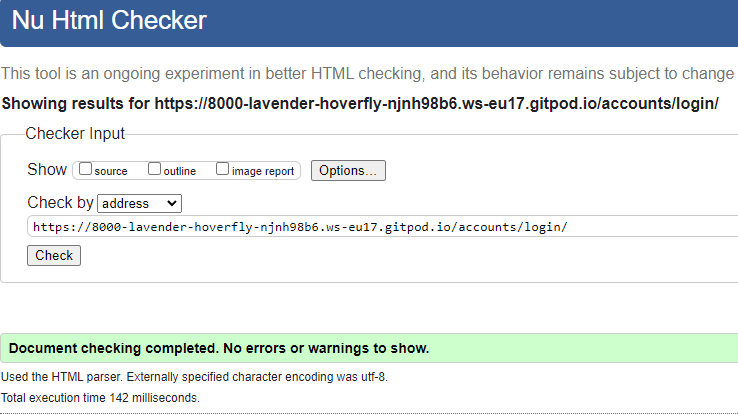 Nu Html Checker
This tool is an ongoing experiment in better HTML checking, and its behavior remains subject to change
Showing results for https://8000-lavender-hoverfly-njnh98b6.ws-eu17.gitpod.io/accounts/login/
Checker Input
Show source outline image report Options...
Check by address
https://8000-lavender-hoverfly-njnh98b6.ws-eu17.gitpod.io/accounts/login/
Check
Document checking completed. No errors or warnings to show.
Used the HTML parser. Externally specified character encoding was utf-8.
Total execution time 142 milliseconds.